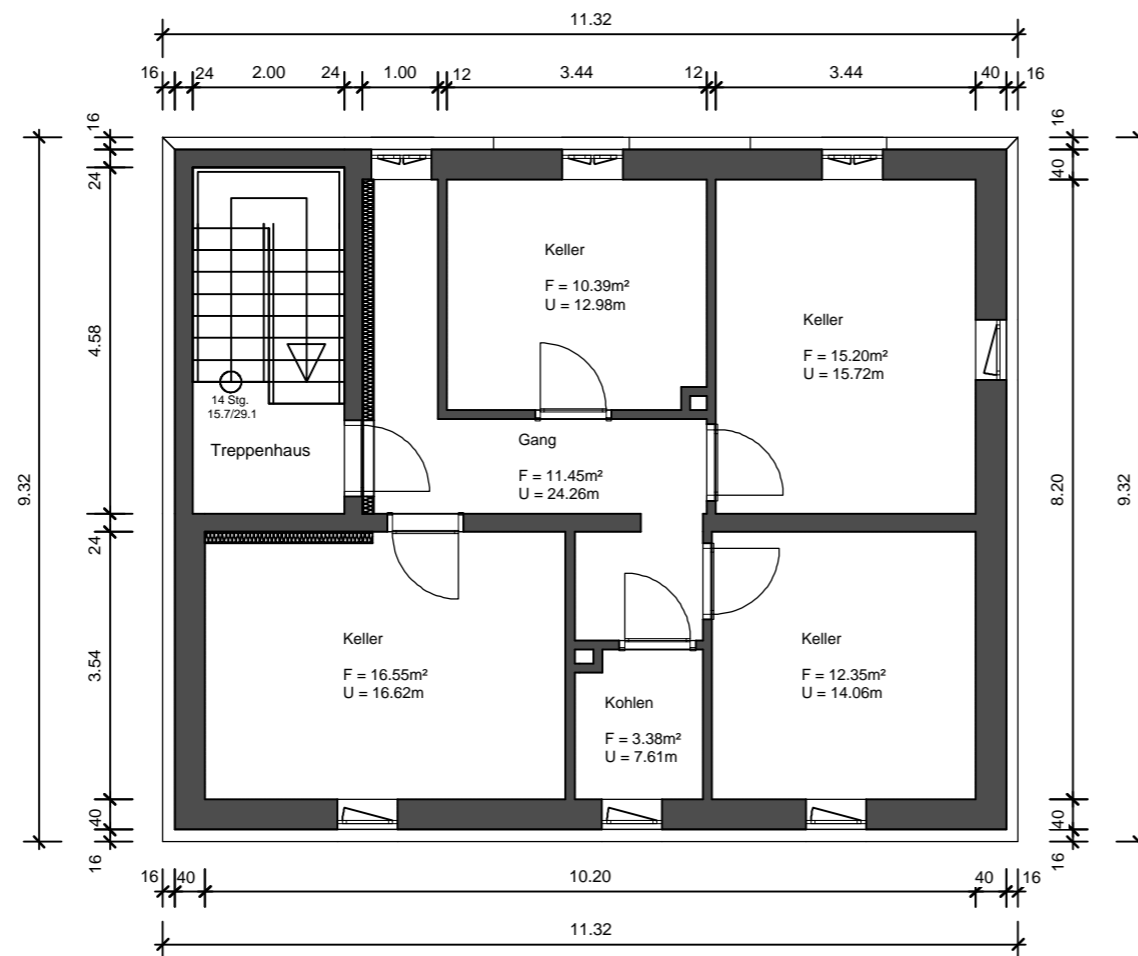 11.32
16 24 2.00 24 1.00 12 3.44 12 3.44 40 16
16
24
4.58
24
3.54
40
16
9.32
14 Stg.
15.7/29.1
Treppenhaus
Keller
F = 10.39m²
U = 12.98m
Keller
F = 15.20m²
U = 15.72m
Gang
F = 11.45m²
U = 24.26m
Keller
F = 16.55m²
U = 16.62m
Kohlen
F = 3.38m²
U = 7.61m
Keller
F = 12.35m²
U = 14.06m
16
40
8.20
40
16
9.32
16 40 10.20 40 16
11.32